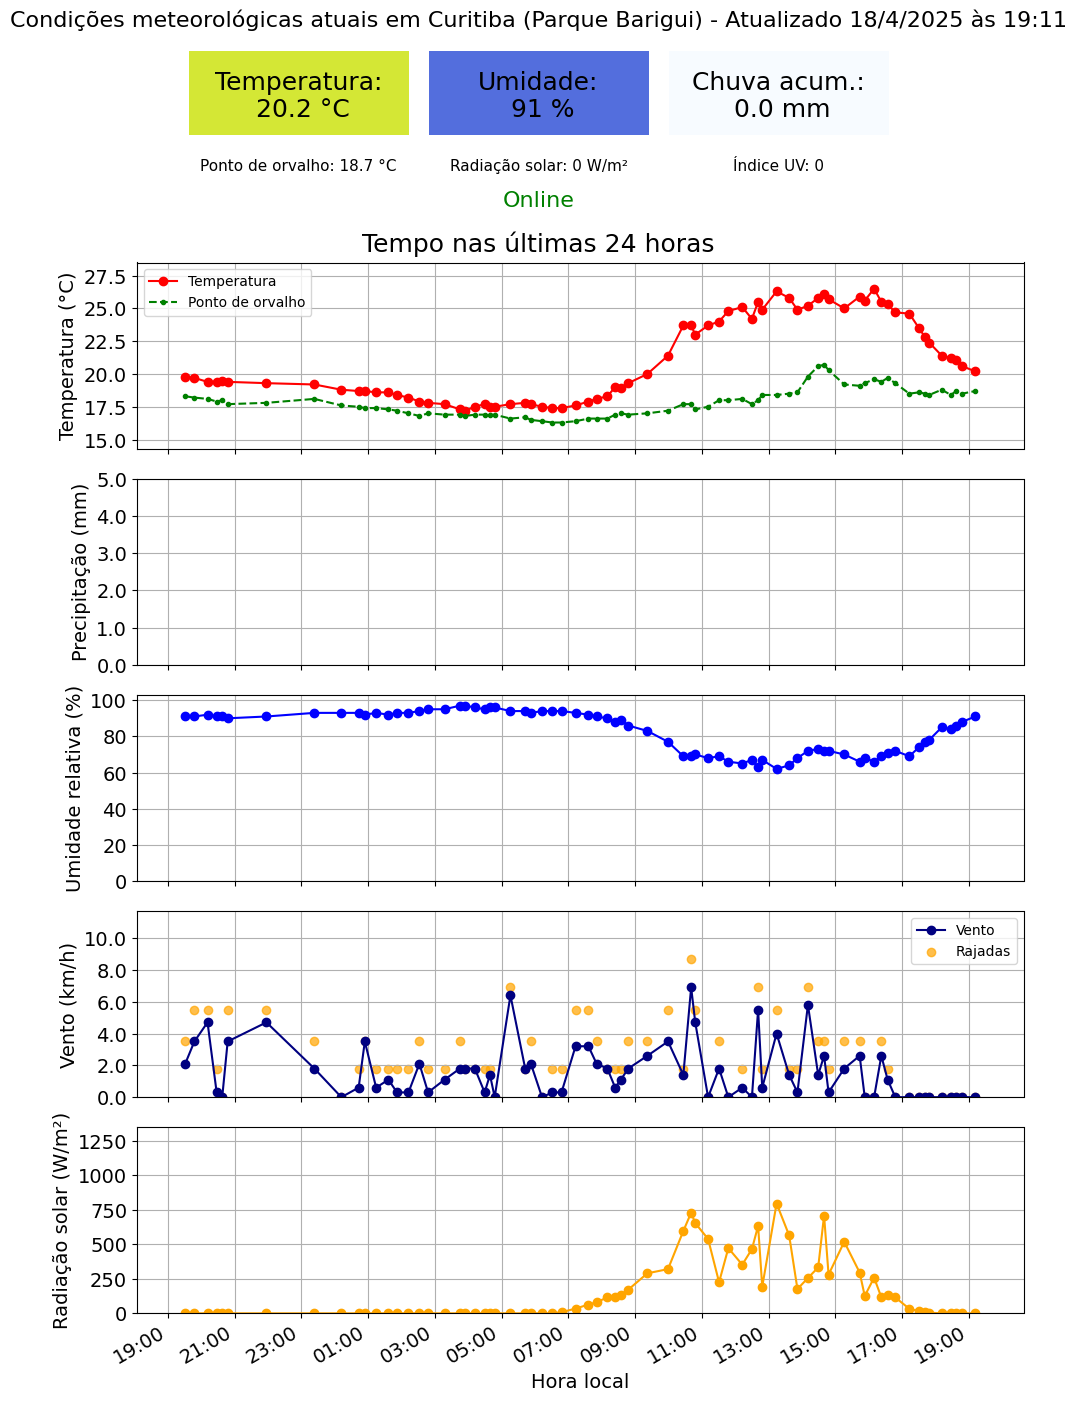 Condições meteorológicas atuais em Curitiba (Parque Barigui) - Atualizado 18/4/2025 às 19:11
Temperatura:
20.2 °C
Umidade:
91 %
Chuva acum.:
0.0 mm
Ponto de orvalho: 18.7 °C
Radiação solar: 0 W/m²
Índice UV: 0
Online
Tempo nas últimas 24 horas
Temperatura (°C)
27.5
25.0
22.5
20.0
17.5
15.0
Temperatura
Ponto de orvalho
Precipitação (mm)
5.0
4.0
3.0
2.0
1.0
0.0
Umidade relativa (%)
100
80
60
40
20
0
Vento (km/h)
10.0
8.0
6.0
4.0
2.0
0.0
Vento
Rajadas
Radiação solar (W/m²)
1250
1000
750
500
250
0
19:00
21:00
23:00
01:00
03:00
05:00
07:00
09:00
11:00
13:00
15:00
17:00
19:00
Hora local